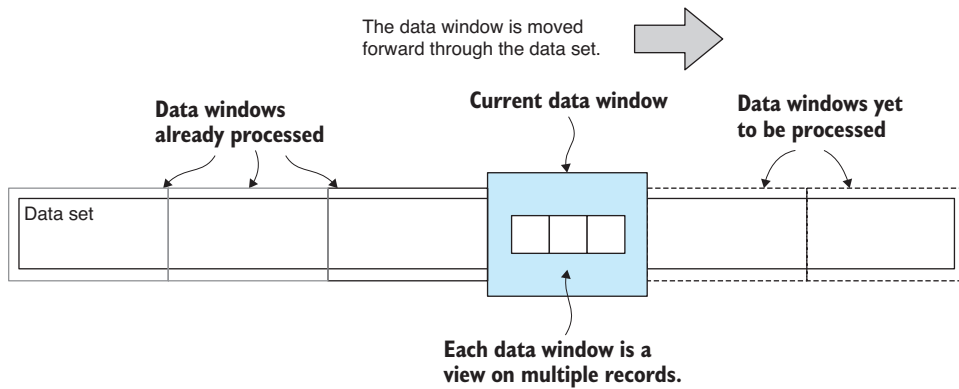 The data window is moved
forward through the data set.
Data windows
already processed
Current data window
Data windows yet
to be processed
Data set
Each data window is a
view on multiple records.